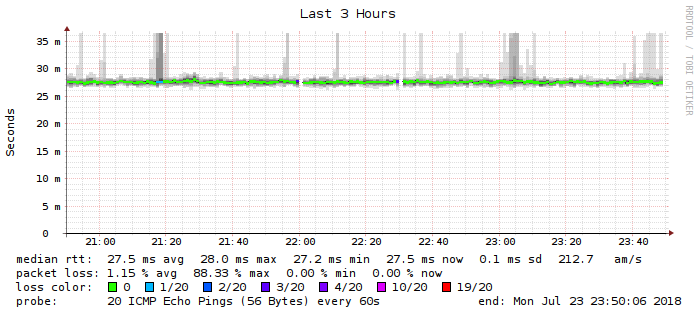 Last 3 Hours
RRDTOOL / TOBI OETIKER
Seconds
35 m
30 m
25 m
20 m
15 m
10 m
5 m
0
21:00 21:20 21:40 22:00 22:20 22:40 23:00 23:20 23:40
median rtt: 27.5 ms avg 28.0 ms max 27.2 ms min 27.5 ms now 0.1 ms sd 212.7 am/s
packet loss: 1.15 % avg 88.33 % max 0.00 % min 0.00 % now
loss color: 0 1/20 2/20 3/20 4/20 10/20 19/20
probe: 20 ICMP Echo Pings (56 Bytes) every 60s end: Mon Jul 23 23:50:06 2018